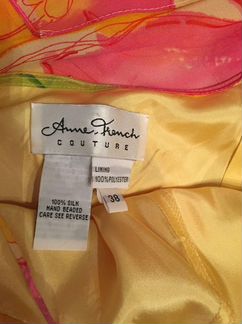 Anne French
COUTURE
LINING
100% POLYESTER
38
100% SILK
HAND BEADED
CARE SEE REVERSE